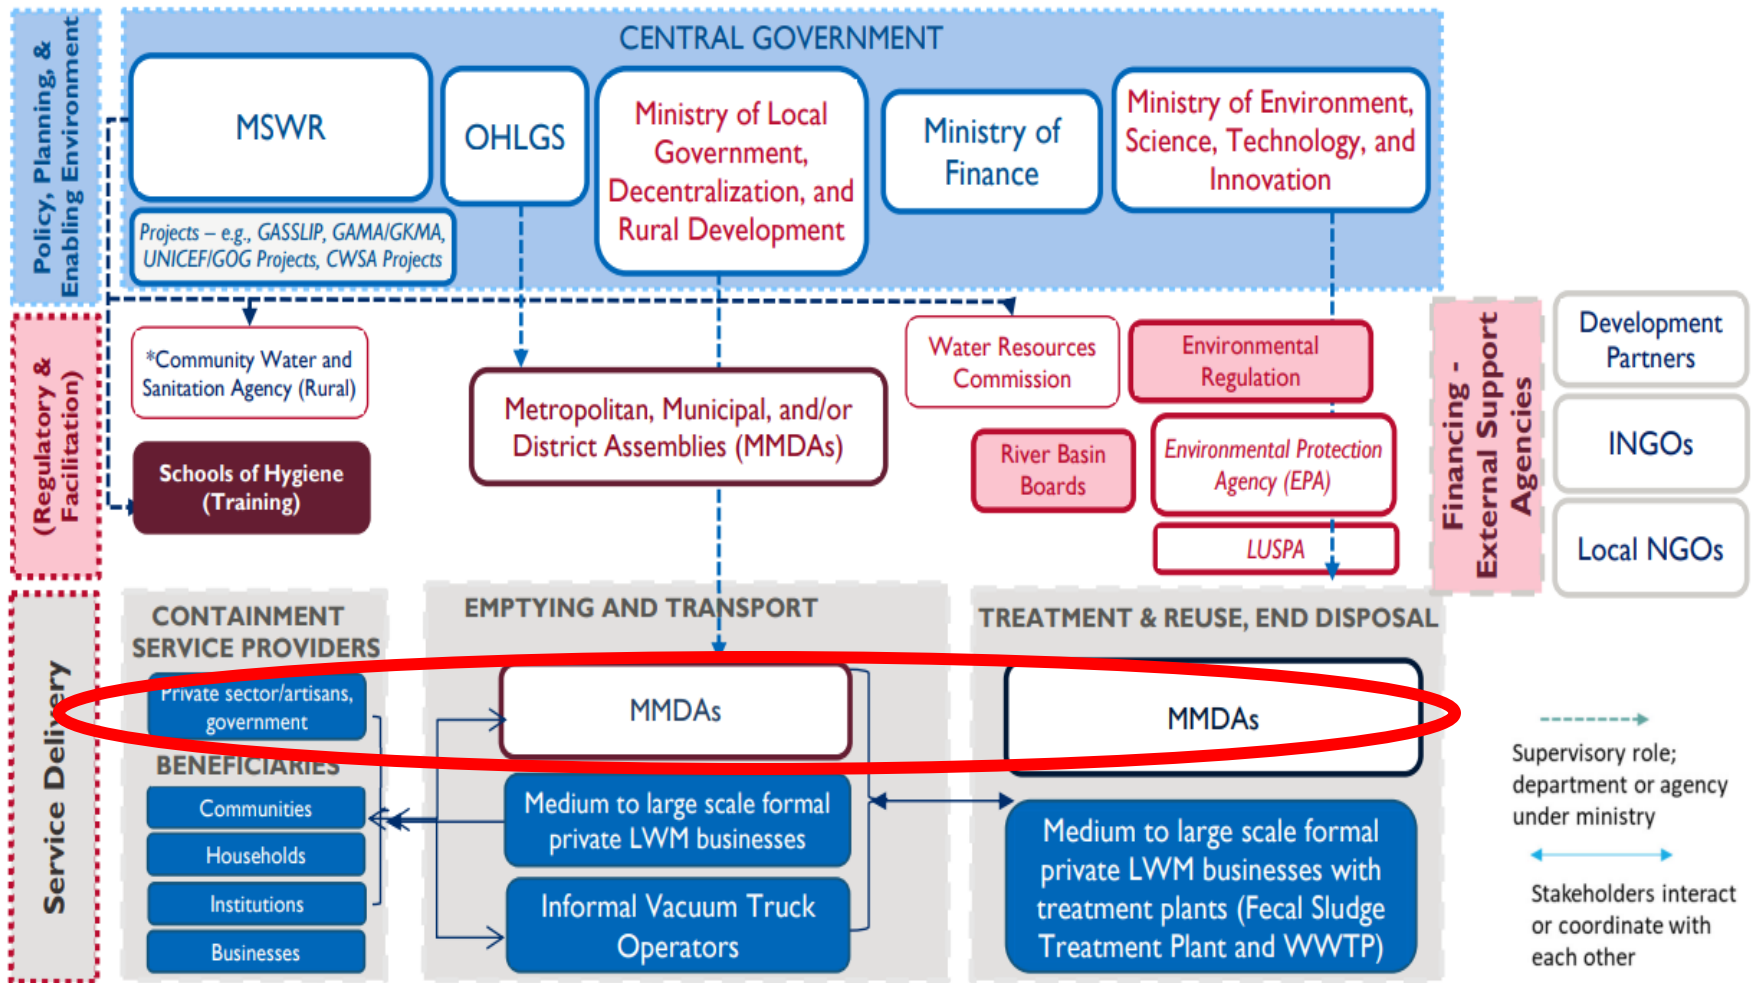 Policy, Planning, &
Enabling Environment
CENTRAL GOVERNMENT
MSWR
OHLGS
Ministry of Local
Government,
Decentralization, and
Rural Development
Ministry of
Finance
Ministry of Environment,
Science, Technology, and
Innovation
Projects – e.g., GASSLIP, GAMA/GKMA,
UNICEF/GOG Projects, CWSA Projects
(Regulatory &
Facilitation)
*Community Water and
Sanitation Agency (Rural)
Schools of Hygiene
(Training)
Metropolitan, Municipal, and/or
District Assemblies (MMDAs)
Water Resources
Commission
River Basin
Boards
Environmental
Regulation
Environmental Protection
Agency (EPA)
LUSPA
Financing -
External Support
Agencies
Development
Partners
INGOs
Local NGOs
Service Delivery
CONTAINMENT
SERVICE PROVIDERS
Private sector/artisans,
government
BENEFICIARIES
Communities
Households
Institutions
Businesses
EMPTYING AND TRANSPORT
MMDAs
Medium to large scale formal
private LWM businesses
Informal Vacuum Truck
Operators
TREATMENT & REUSE, END DISPOSAL
MMDAs
Medium to large scale formal
private LWM businesses with
treatment plants (Fecal Sludge
Treatment Plant and WWTP)
Supervisory role;
department or agency
under ministry
Stakeholders interact
or coordinate with
each other